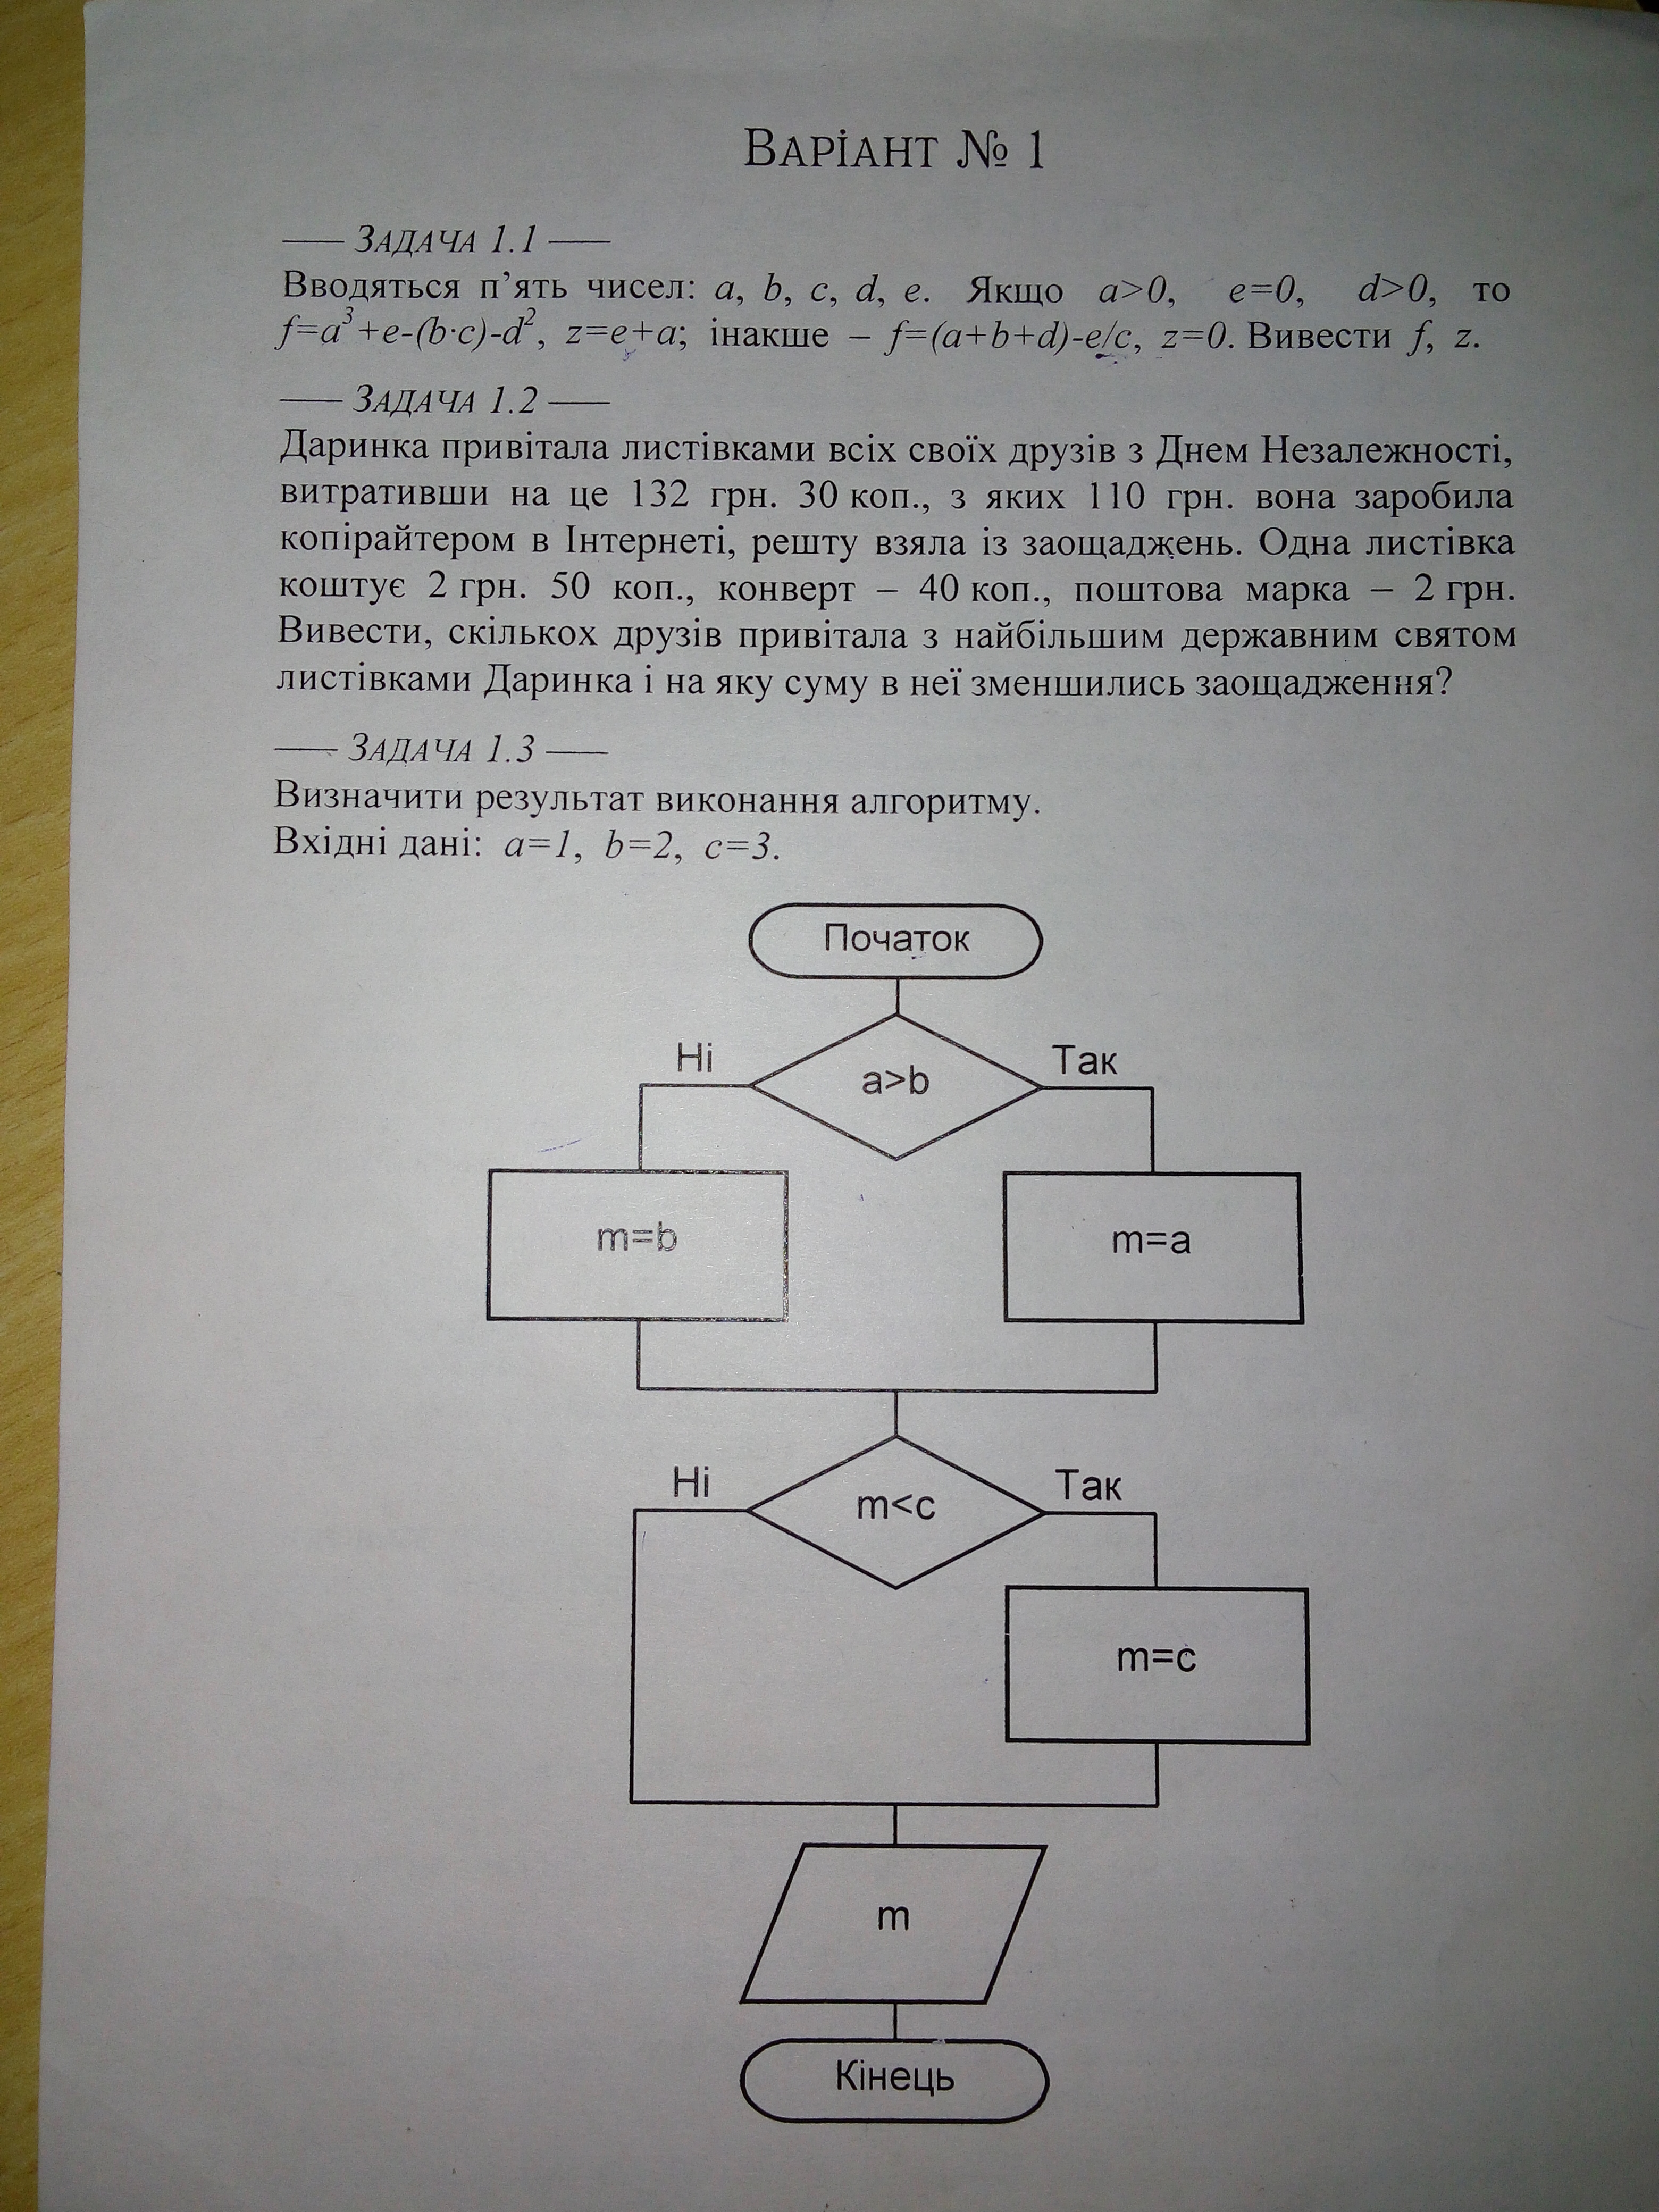 Варіант № 1
— Задача 1.1 —
Вводяться п’ять чисел: a, b, c, d, e. Якщо a>0, e=0, d>0, то
f=a³+e-(b·c)-d², z=e+a; інакше – f=(a+b+d)-e/c, z=0. Вивести f, z.
— Задача 1.2 —
Даринка привітала листівками всіх своїх друзів з Днем Незалежності,
витративши на це 132 грн. 30 коп., з яких 110 грн. вона заробила
копірайтером в Інтернеті, решту взяла із заощаджень. Одна листівка
коштує 2 грн. 50 коп., конверт – 40 коп., поштова марка – 2 грн.
Вивести, скількох друзів привітала з найбільшим державним святом
листівками Даринка і на яку суму в неї зменшились заощадження?
— Задача 1.3 —
Визначити результат виконання алгоритму.
Вхідні дані: a=1, b=2, c=3.
Початок
Ні
a>b
Так
m=b
m=a
Ні
m<c
Так
m=c
m
Кінець